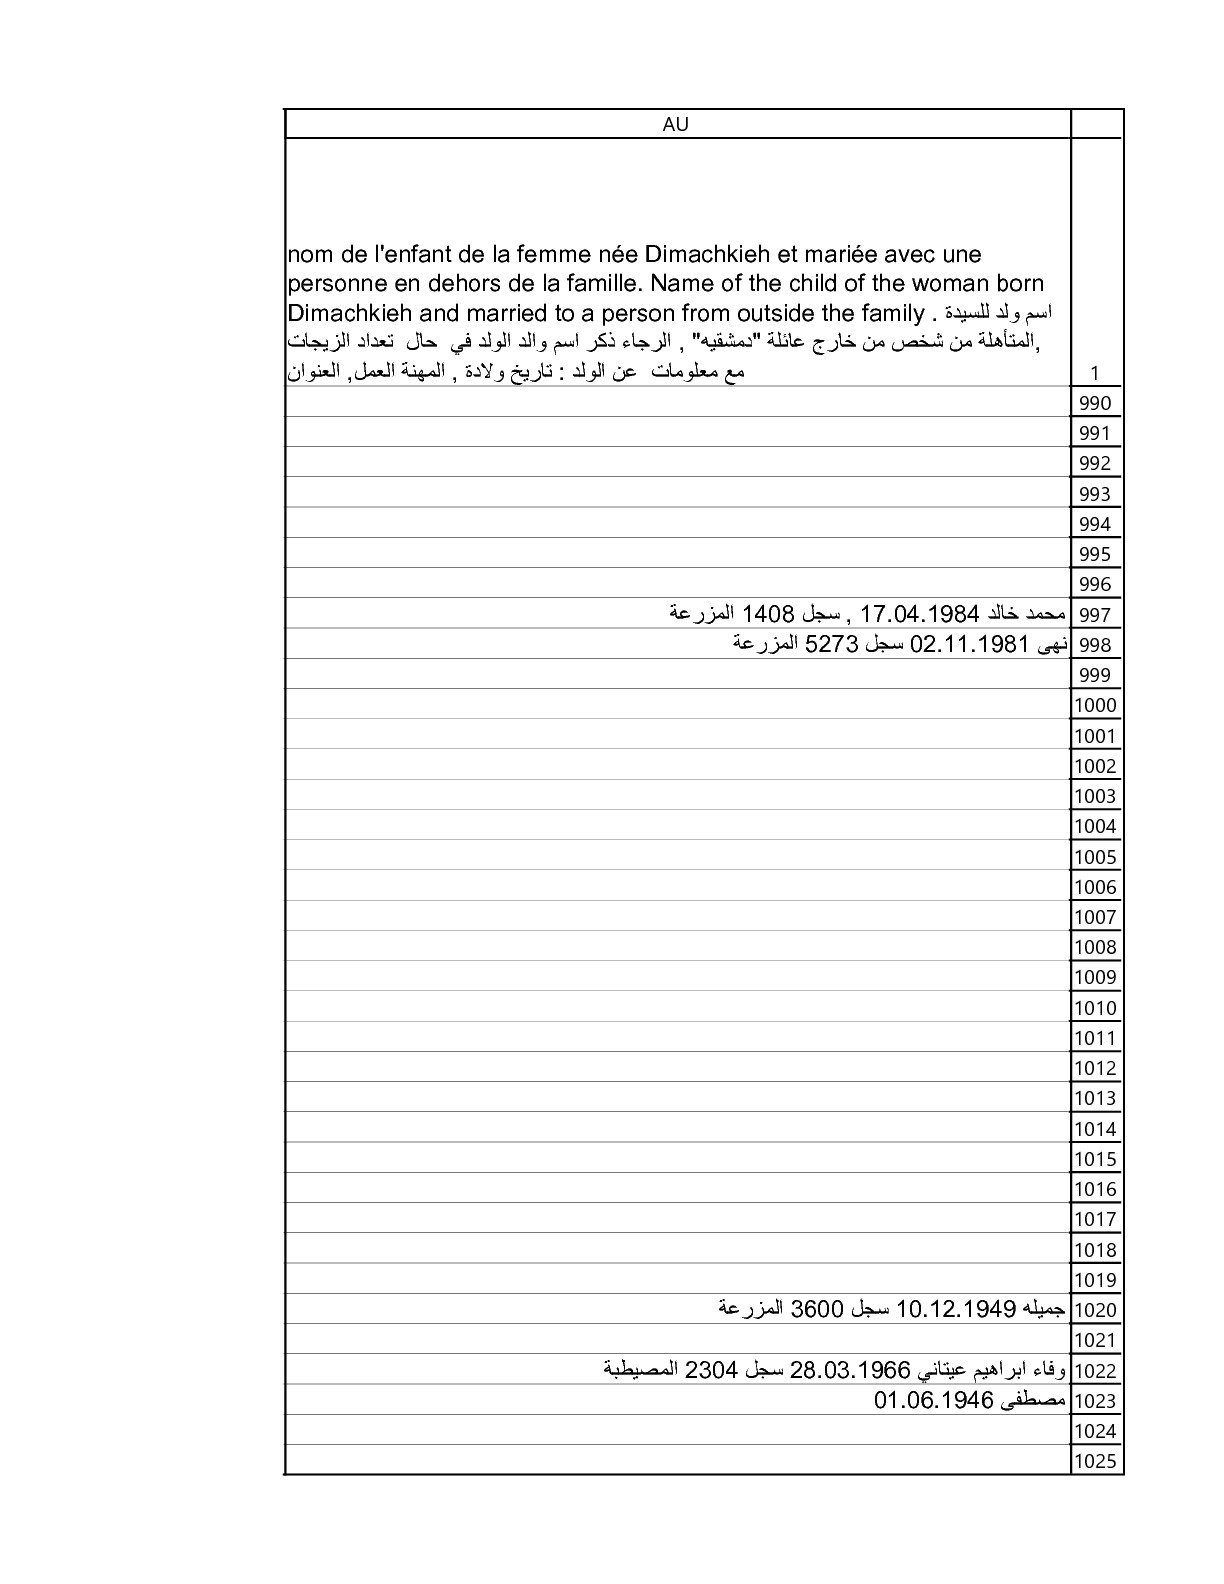 AU
nom de l'enfant de la femme née Dimachkieh et mariée avec une
personne en dehors de la famille. Name of the child of the woman born
Dimachkieh and married to a person from outside the family . اسم ولد للسيدة
المتأهلة من شخص من خارج عائلة "دمشقيه" , الرجاء ذكر اسم والد الولد في حال تعداد الزيجات,
مع معلومات عن الولد : تاريخ ولادة , المهنة العمل, العنوان
1
990
991
992
993
994
995
996
997 محمد خالد 17.04.1984 , سجل 1408 المزرعة
998 نهى 02.11.1981 سجل 5273 المزرعة
999
1000
1001
1002
1003
1004
1005
1006
1007
1008
1009
1010
1011
1012
1013
1014
1015
1016
1017
1018
1019
1020 جميله 10.12.1949 سجل 3600 المزرعة
1021
1022 وفاء ابراهيم عيتاني 28.03.1966 سجل 2304 المصيطبة
1023 مصطفى 01.06.1946
1024
1025